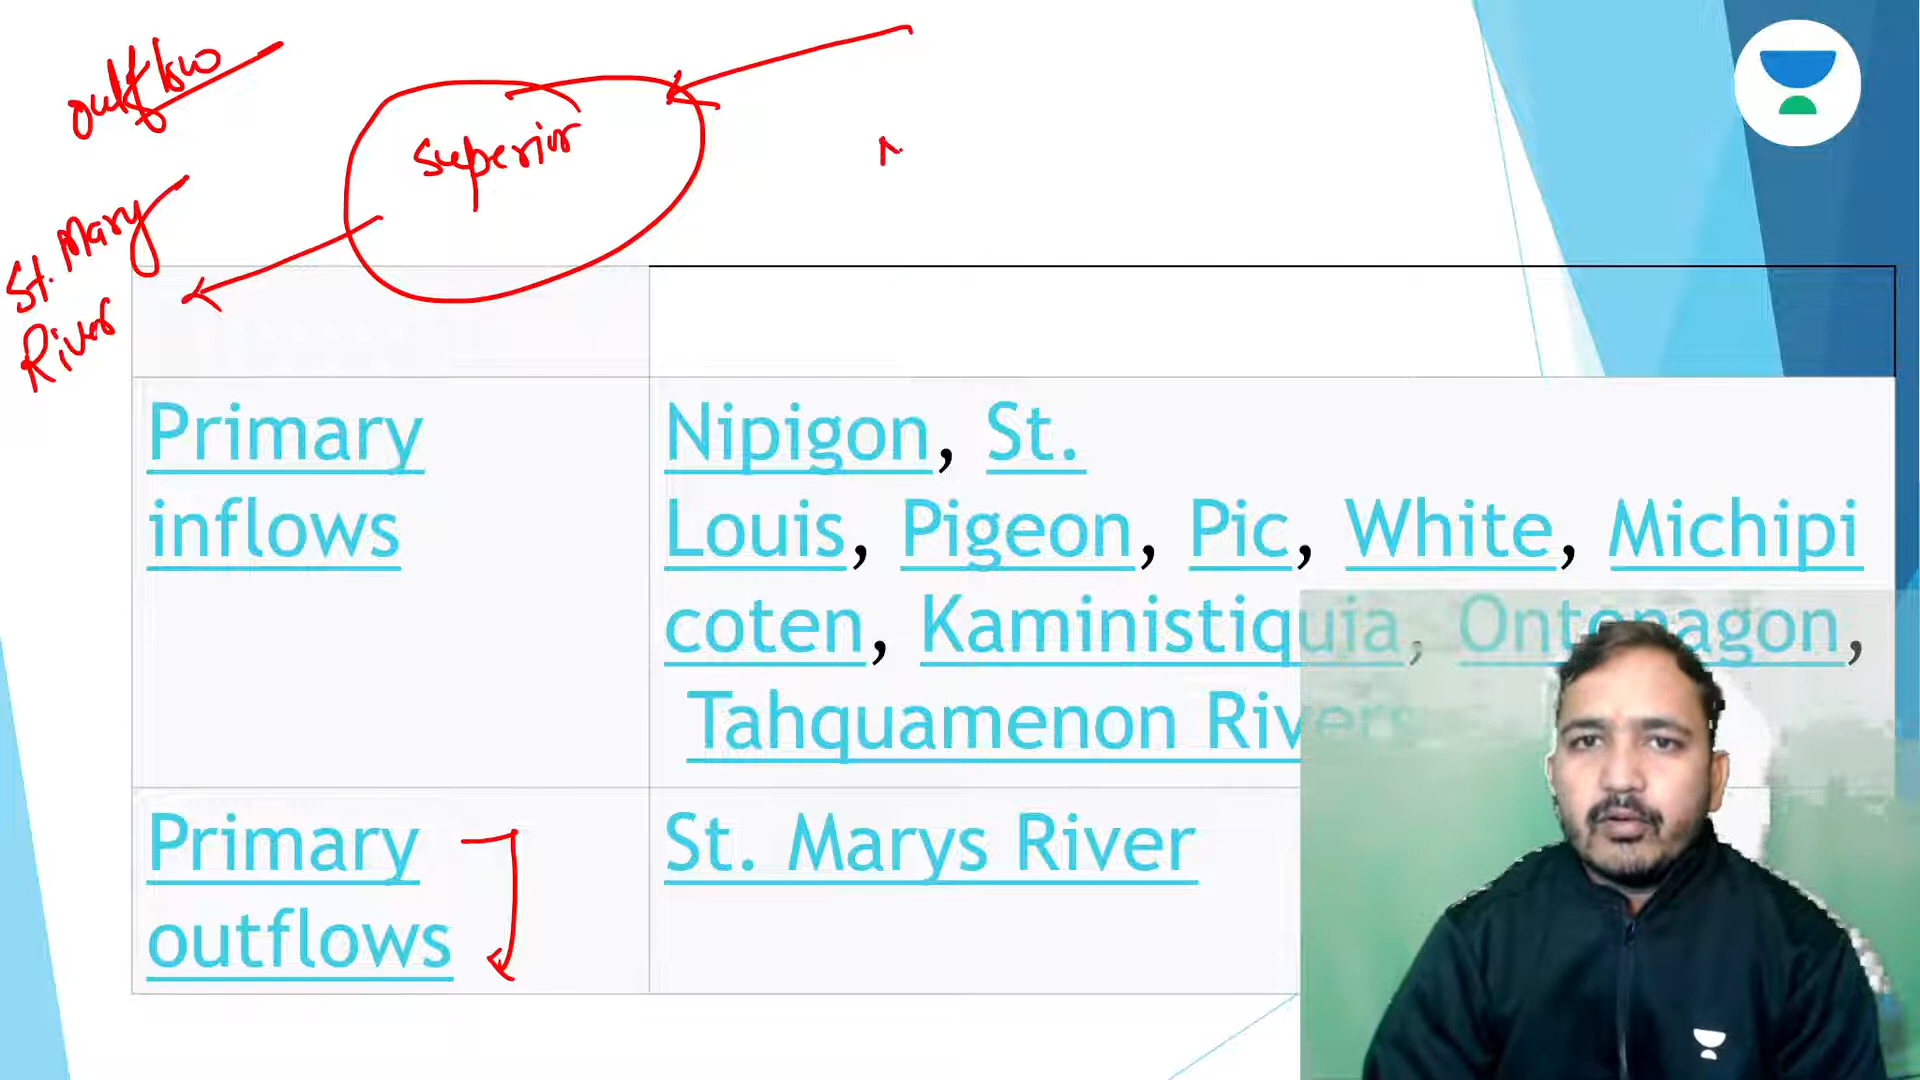 outflow
superior
St. Mary
River
Primary
inflows
Nipigon, St.
Louis, Pigeon, Pic, White, Michipi
coten, Kaministiquia, Ontonagon,
Tahquamenon Rivers
Primary
outflows
St. Marys River